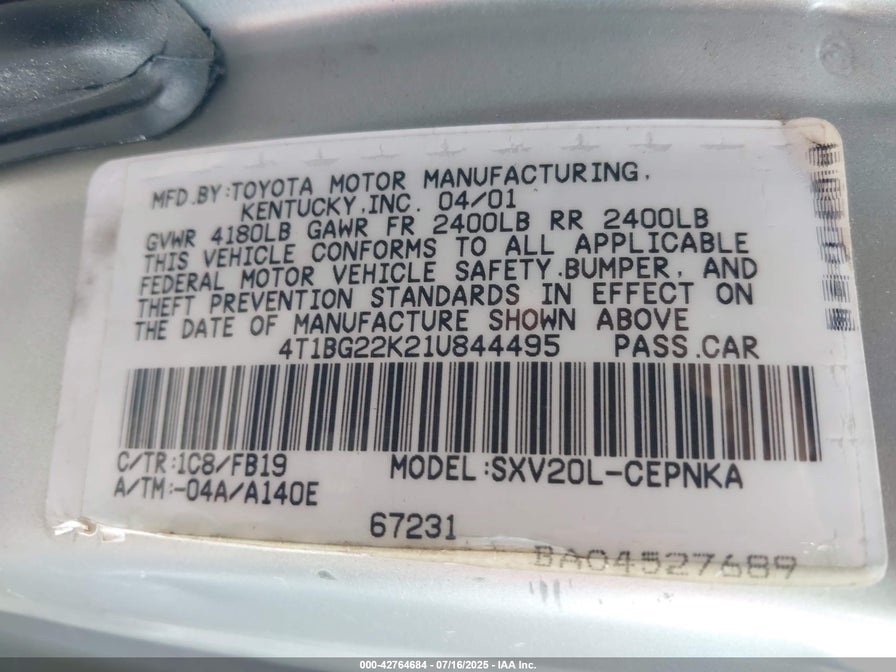 MFD.BY:TOYOTA MOTOR MANUFACTURING,
KENTUCKY,INC. 04/01
GVWR 4180LB GAWR FR 2400LB RR 2400LB
THIS VEHICLE CONFORMS TO ALL APPLICABLE
FEDERAL MOTOR VEHICLE SAFETY,BUMPER, AND
THEFT PREVENTION STANDARDS IN EFFECT ON
THE DATE OF MANUFACTURE SHOWN ABOVE
4T1BG22K21U844495 PASS.CAR
C/TR:1C8/FB19 MODEL:SXV20L-CEPNKA
A/TM:-04A/A140E
67231
BA04527689
000-42764684 - 07/16/2025 - IAA Inc.